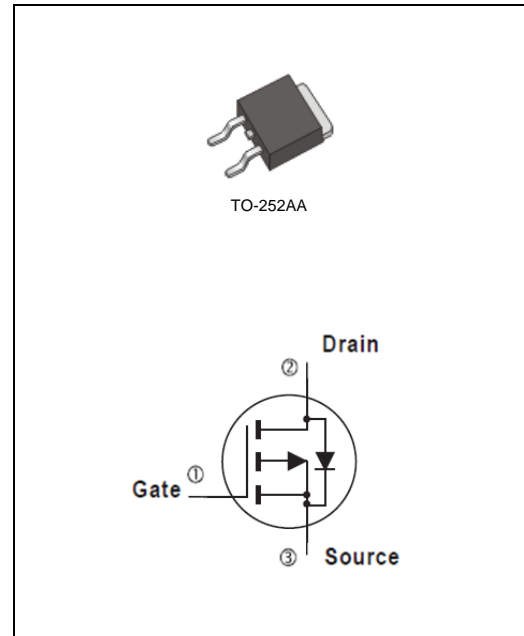 TO-252AA
Drain
②
①
Gate
③ Source